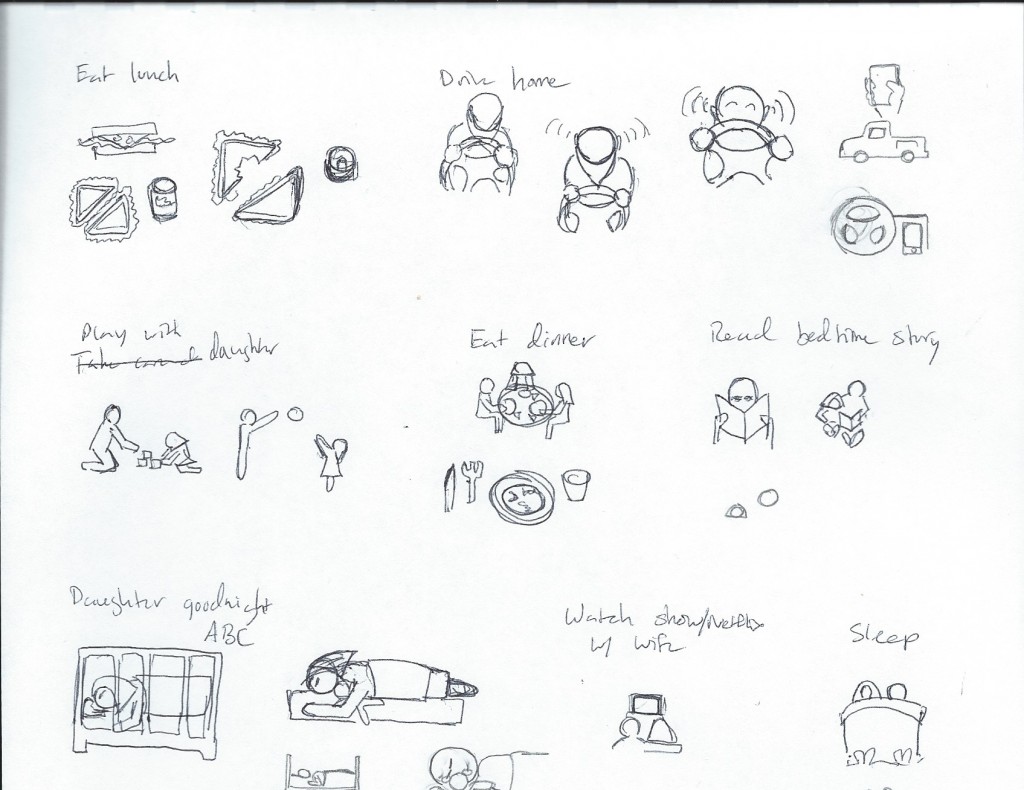 Eat lunch
Drive home
Play with
Take care of daughter
Eat dinner
Read bedtime story
Daughter goodnight
ABC
Watch show/Netflix
w/ wife
Sleep